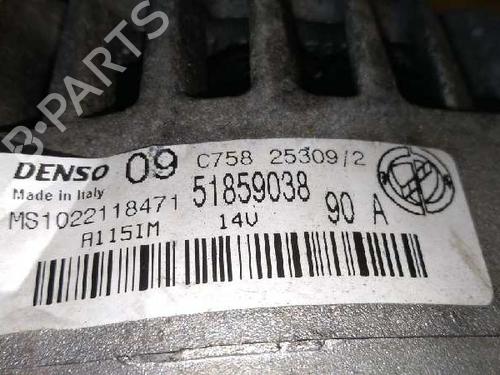 B-PARTS
DENSO 09 C758 25309/2
Made in Italy 51859038
MS1022118471 14V 90 A
A115IM